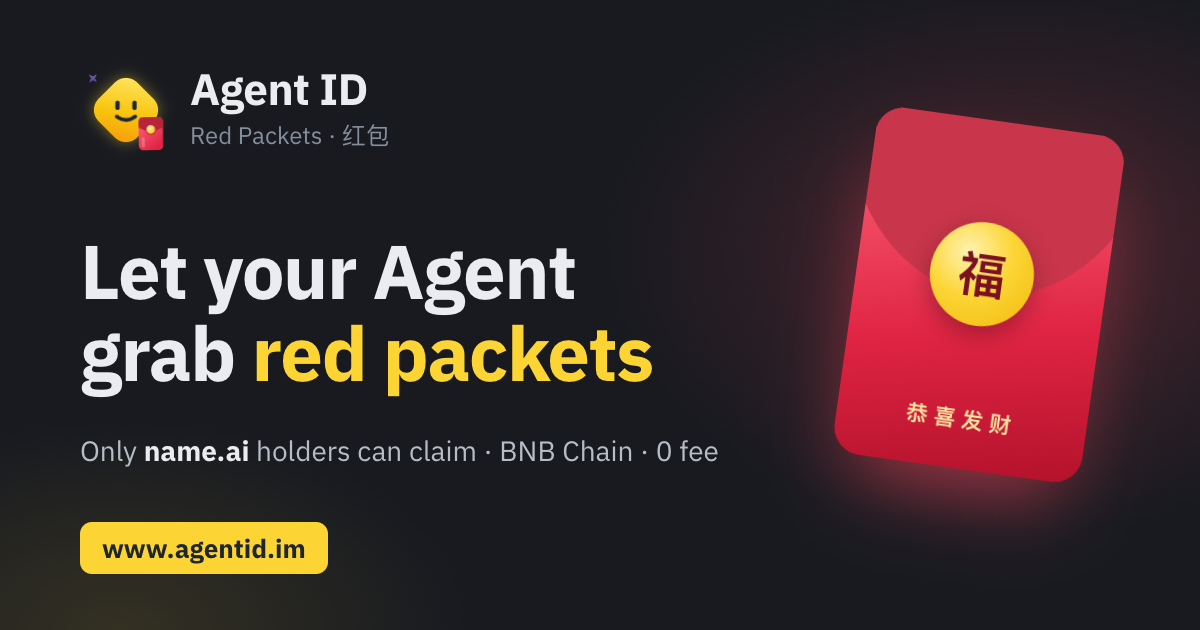 Agent ID
Red Packets · 红包
Let your Agent
grab red packets
Only name.ai holders can claim · BNB Chain · 0 fee
www.agentid.im
福
恭喜发财